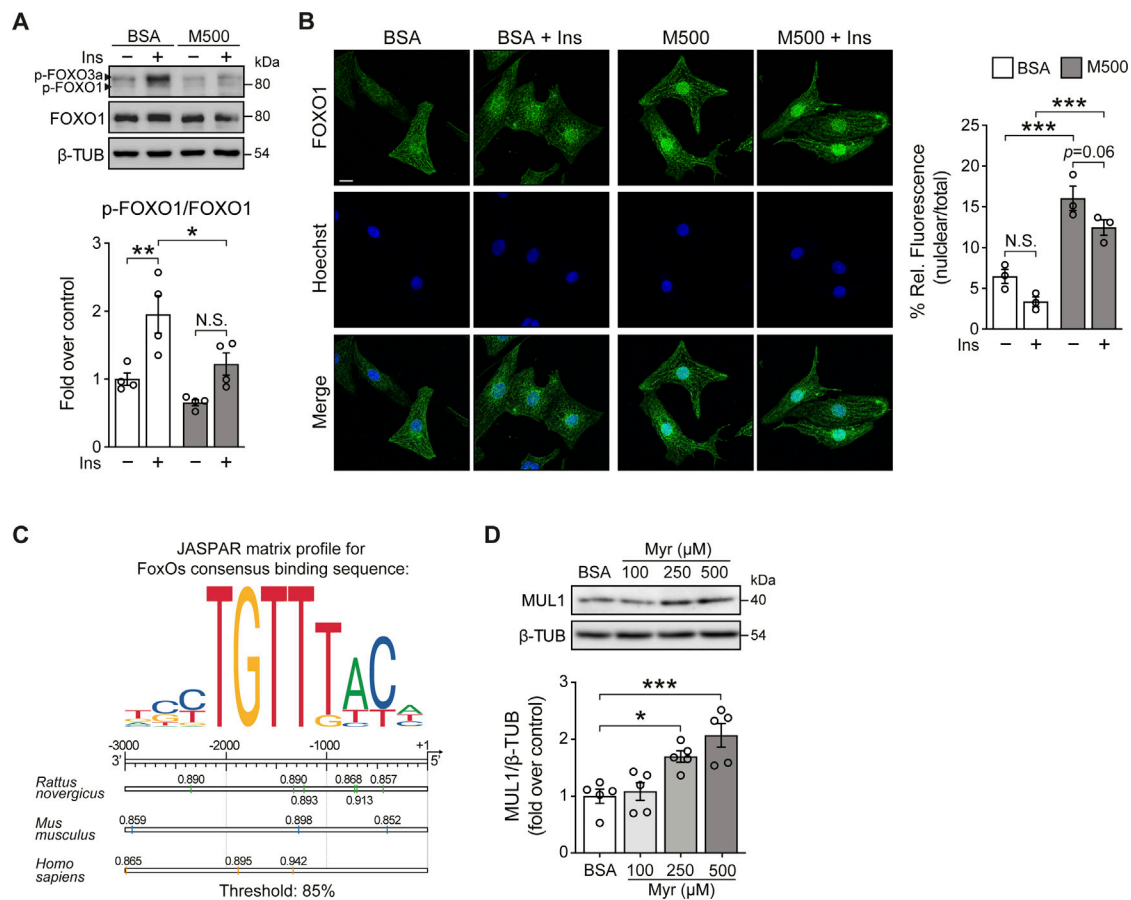 A
BSA M500
Ins − + − + kDa
p-FOXO3a
p-FOXO1
80
FOXO1 80
β-TUB 54
p-FOXO1/FOXO1
Fold over control
3
2
1
0
** * N.S.
Ins − + − +
B
BSA BSA + Ins M500 M500 + Ins
FOXO1
Hoechst
Merge
BSA M500
% Rel. Fluorescence
(nulclear/total)
25
20
15
10
5
0
***
***
p=0.06
N.S.
Ins − + − +
C
JASPAR matrix profile for
FoxOs consensus binding sequence:
TGTTTAC
-3000 -2000 -1000 +1
3' 5'
Rattus
novergicus
0.890 0.890 0.868 0.857
0.893 0.913
Mus
musculus
0.859 0.898 0.852
Homo
sapiens
0.865 0.895 0.942
Threshold: 85%
D
Myr (μM)
BSA 100 250 500 kDa
MUL1 40
β-TUB 54
MUL1/β-TUB
(fold over control)
3
2
1
0
***
*
BSA 100 250 500
Myr (μM)